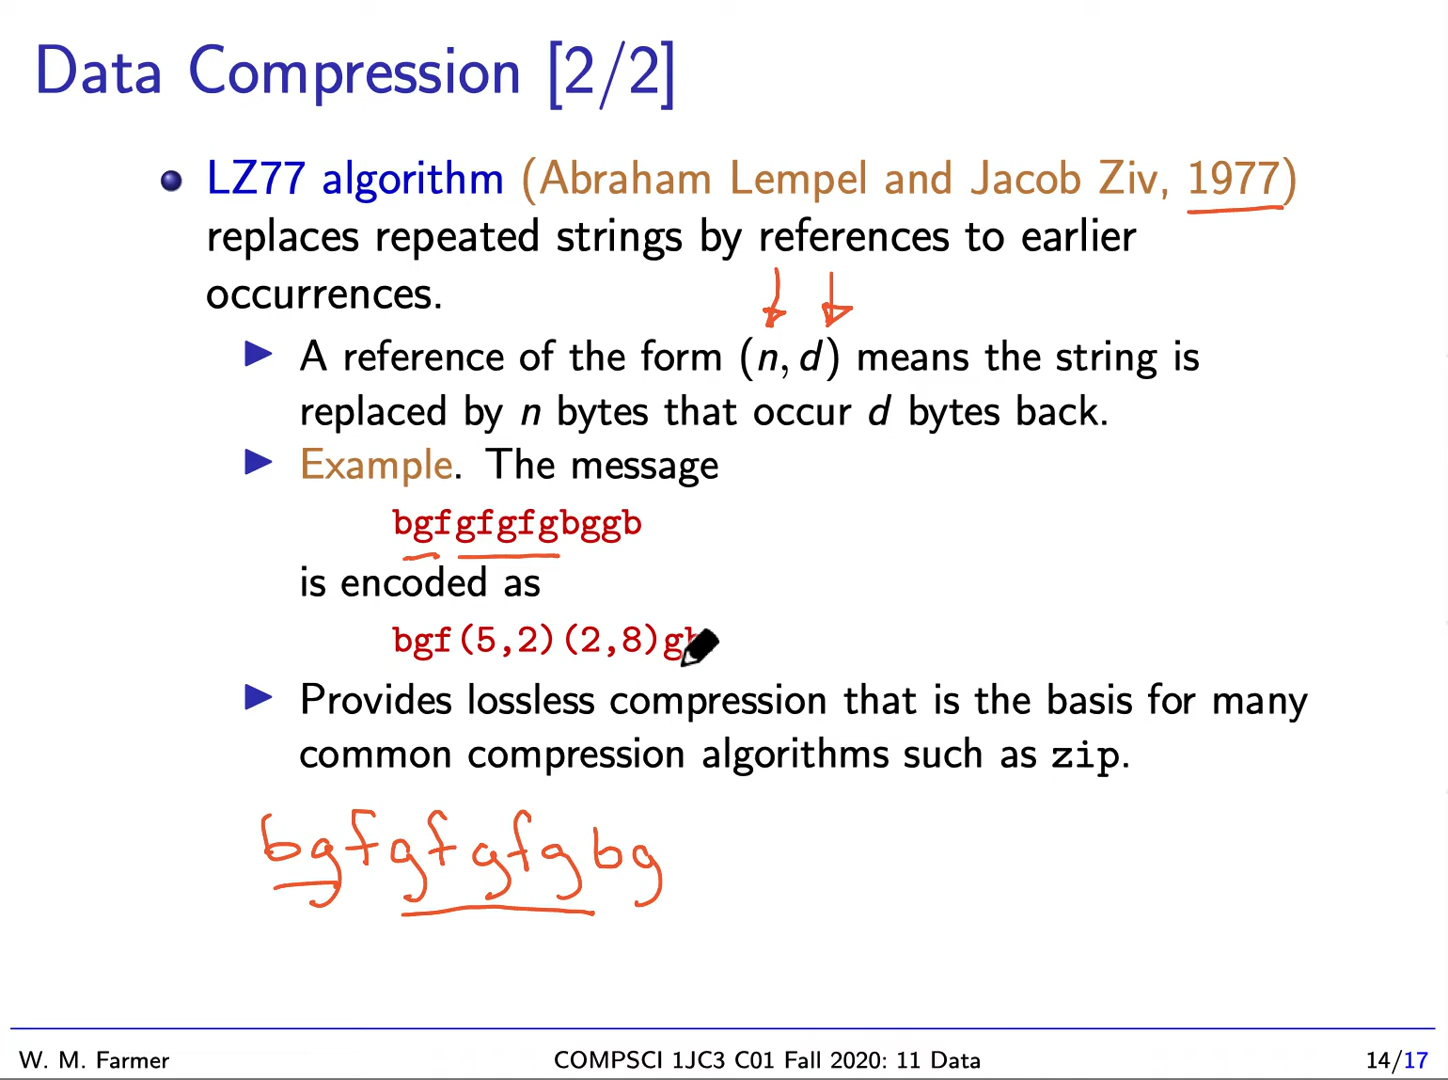 Data Compression [2/2]
LZ77 algorithm (Abraham Lempel and Jacob Ziv, 1977)
replaces repeated strings by references to earlier
occurrences.
A reference of the form (n, d) means the string is
replaced by n bytes that occur d bytes back.
Example. The message
bgfgfgfgbggb
is encoded as
bgf(5,2)(2,8)g
Provides lossless compression that is the basis for many
common compression algorithms such as zip.
bgfgfgfgbg
W. M. Farmer COMPSCI 1JC3 C01 Fall 2020: 11 Data 14/17